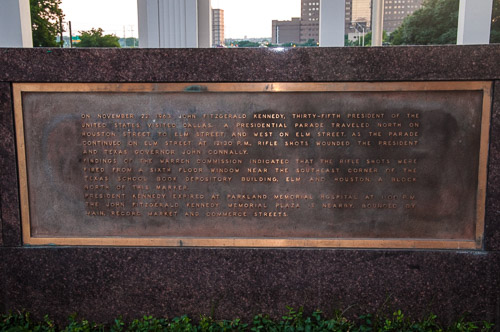 ON NOVEMBER 22, 1963, JOHN FITZGERALD KENNEDY, THIRTY-FIFTH PRESIDENT OF THE
UNITED STATES, VISITED DALLAS. A PRESIDENTIAL PARADE TRAVELED NORTH ON
HOUSTON STREET TO ELM STREET AND WEST ON ELM STREET. AS THE PARADE
CONTINUED ON ELM STREET AT 12:30 P.M., RIFLE SHOTS WOUNDED THE PRESIDENT
AND TEXAS GOVERNOR JOHN CONNALLY.
FINDINGS OF THE WARREN COMMISSION INDICATED THAT THE RIFLE SHOTS WERE
FIRED FROM A SIXTH FLOOR WINDOW NEAR THE SOUTHEAST CORNER OF THE
TEXAS SCHOOL BOOK DEPOSITORY BUILDING, ELM AND HOUSTON, A BLOCK
NORTH OF THIS MARKER.
PRESIDENT KENNEDY EXPIRED AT PARKLAND MEMORIAL HOSPITAL AT 1:00 P.M.
THE JOHN FITZGERALD KENNEDY MEMORIAL PLAZA IS NEARBY, BOUNDED BY
MAIN, RECORD, MARKET AND COMMERCE STREETS.